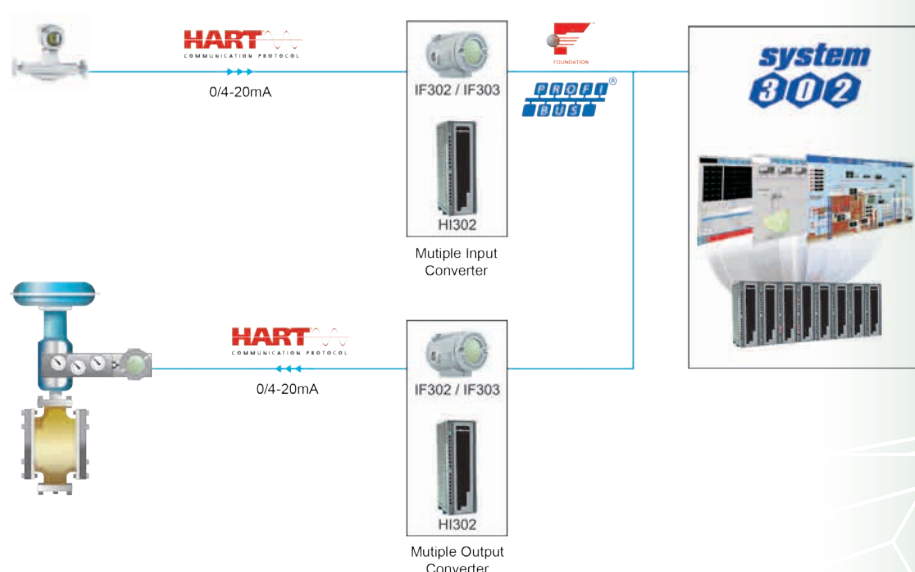 HART
COMMUNICATION PROTOCOL
0/4-20mA
IF302 / IF303
HI302
Mutiple Input
Converter
FOUNDATION
PROFI®
BUS
system
302
HART
COMMUNICATION PROTOCOL
0/4-20mA
IF302 / IF303
HI302
Mutiple Output
Converter